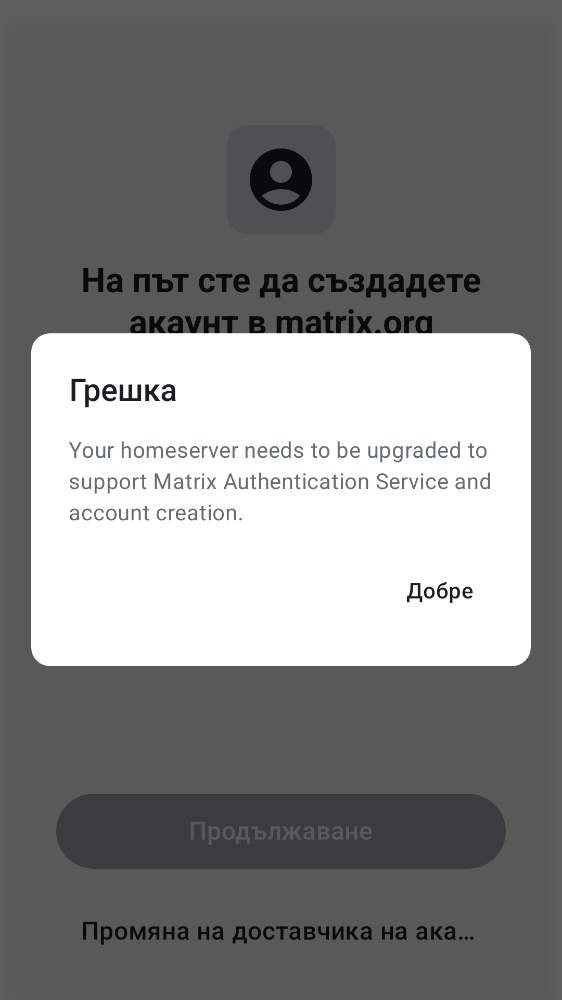 На път сте да създадете
акаунт в matrix.org
Грешка
Your homeserver needs to be upgraded to
support Matrix Authentication Service and
account creation.
Добре
Продължаване
Промяна на доставчика на ака…